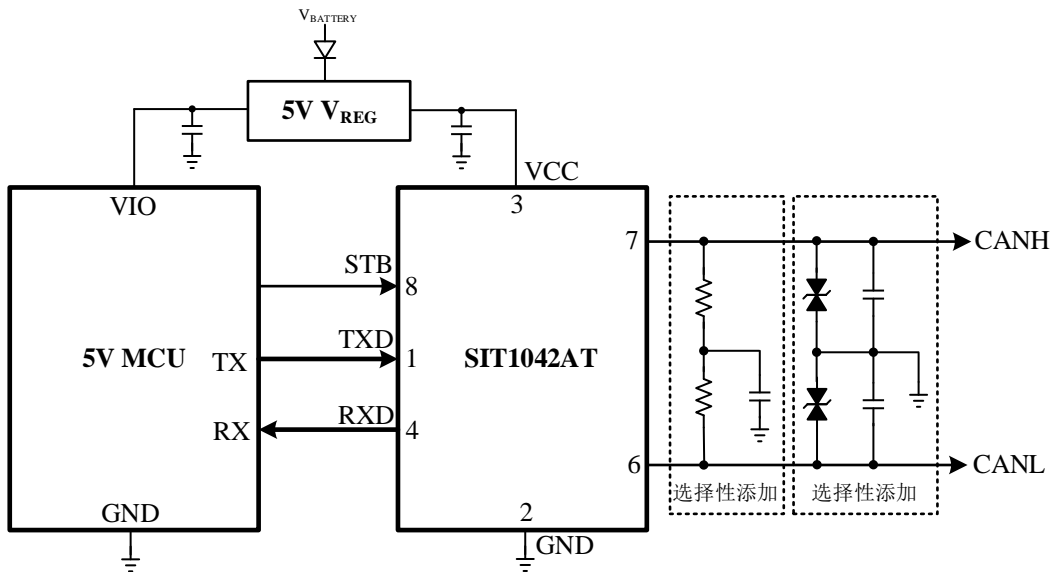 VBATTERY
5V VREG
VCC
VIO
3
7
CANH
STB
8
5V MCU
TX
TXD
1
SIT1042AT
RX
RXD
4
6
CANL
选择性添加
选择性添加
GND
2
GND